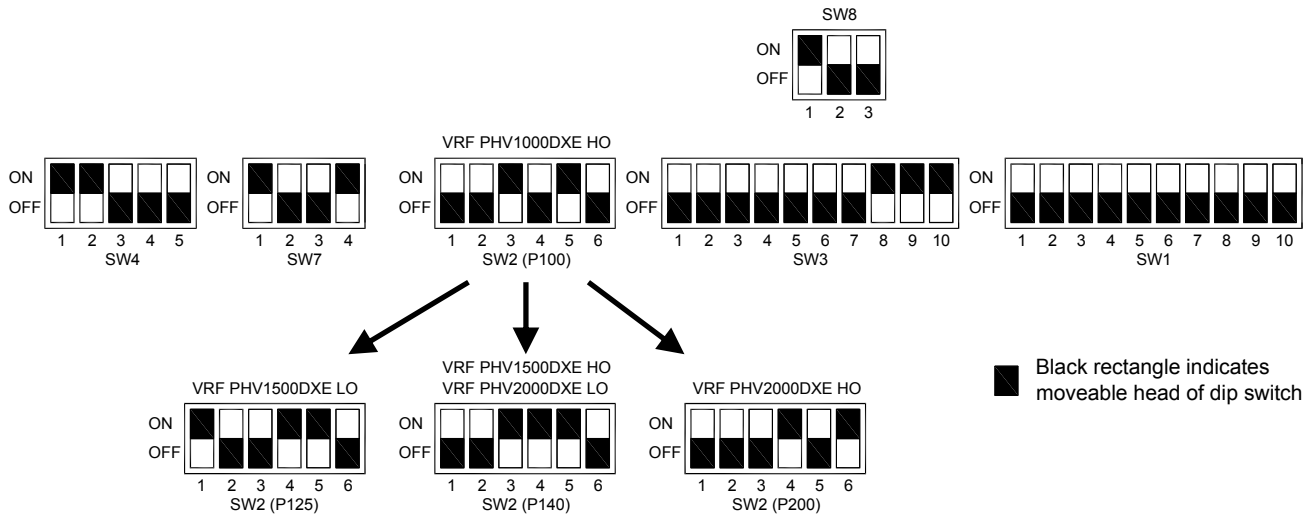 SW8
ON
OFF
1 2 3
VRF PHV1000DXE HO
ON
OFF
1 2 3 4 5
SW4
ON
OFF
1 2 3 4
SW7
ON
OFF
1 2 3 4 5 6
SW2 (P100)
ON
OFF
1 2 3 4 5 6 7 8 9 10
SW3
ON
OFF
1 2 3 4 5 6 7 8 9 10
SW1
VRF PHV1500DXE LO
ON
OFF
1 2 3 4 5 6
SW2 (P125)
VRF PHV1500DXE HO
VRF PHV2000DXE LO
ON
OFF
1 2 3 4 5 6
SW2 (P140)
VRF PHV2000DXE HO
ON
OFF
1 2 3 4 5 6
SW2 (P200)
Black rectangle indicates
moveable head of dip switch